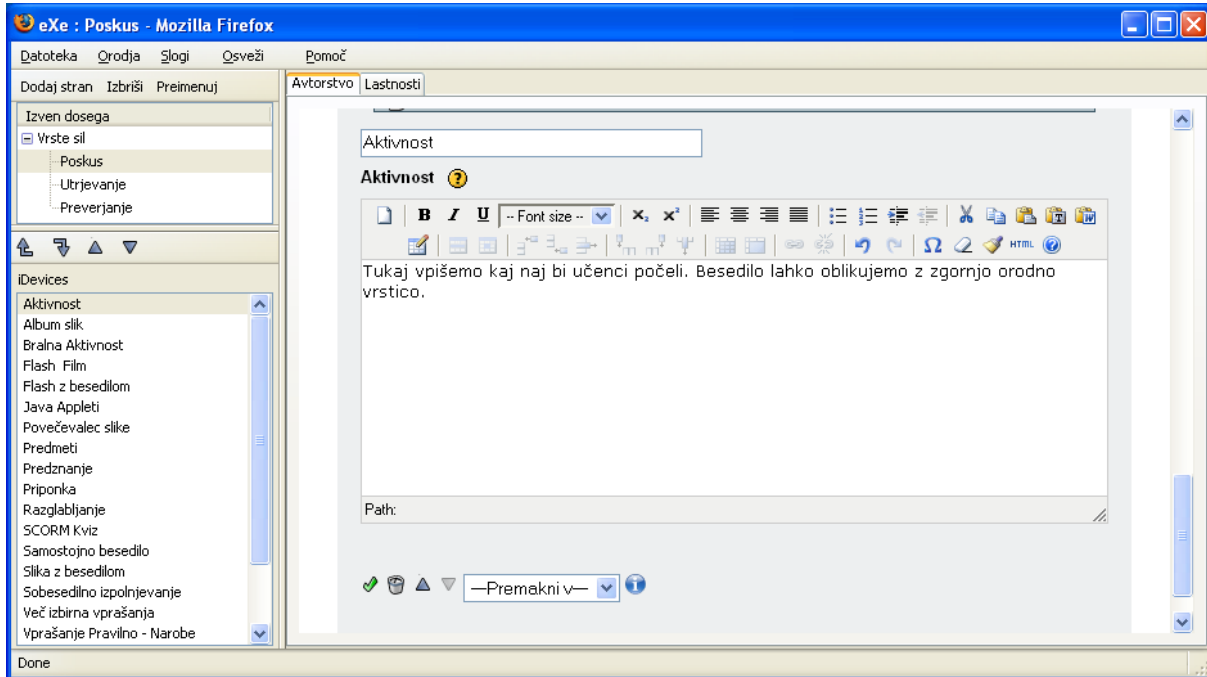 eXe : Poskus - Mozilla Firefox
Datoteka Orodja Slogi Osveži Pomoč
Dodaj stran Izbriši Preimenuj
Avtorstvo Lastnosti
Izven dosega
Vrste sil
Poskus
Utrjevanje
Preverjanje
iDevices
Aktivnost
Album slik
Bralna Aktivnost
Flash Film
Flash z besedilom
Java Appleti
Povečevalec slike
Predmeti
Predznanje
Priponka
Razglabljanje
SCORM Kviz
Samostojno besedilo
Slika z besedilom
Sobesedilno izpolnjevanje
Več izbirna vprašanja
Vprašanje Pravilno - Narobe
Aktivnost
Aktivnost ?
B I U -- Font size -- x₂ x²
Ω HTML ?
Tukaj vpišemo kaj naj bi učenci počeli. Besedilo lahko oblikujemo z zgornjo orodno
vrstico.
Path:
—Premakni v— i
Done